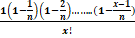 1(1-1/n)(1-2/n)........(1-x-1/n)
x!